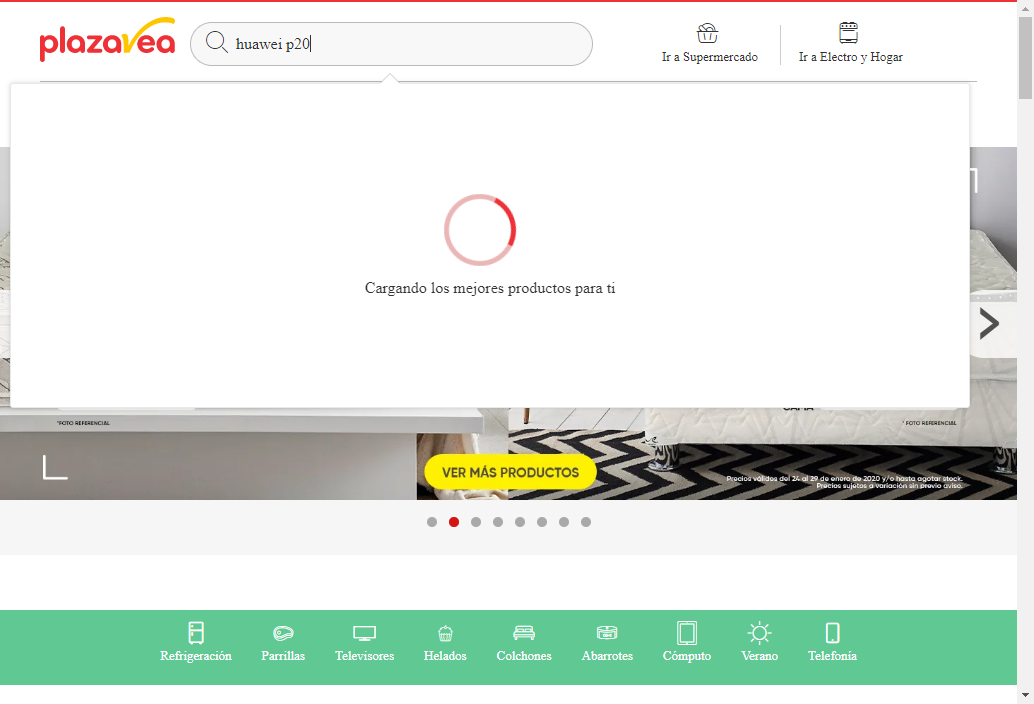 plazavea
huawei p20
Ir a Supermercado
Ir a Electro y Hogar
Cargando los mejores productos para ti
*FOTO REFERENCIAL
* FOTO REFERENCIAL
VER MÁS PRODUCTOS
Precios válidos del 24 al 29 de enero de 2020 y/o hasta agotar stock.
Precios sujetos a variación sin previo aviso.
Refrigeración
Parrillas
Televisores
Helados
Colchones
Abarrotes
Cómputo
Verano
Telefonía